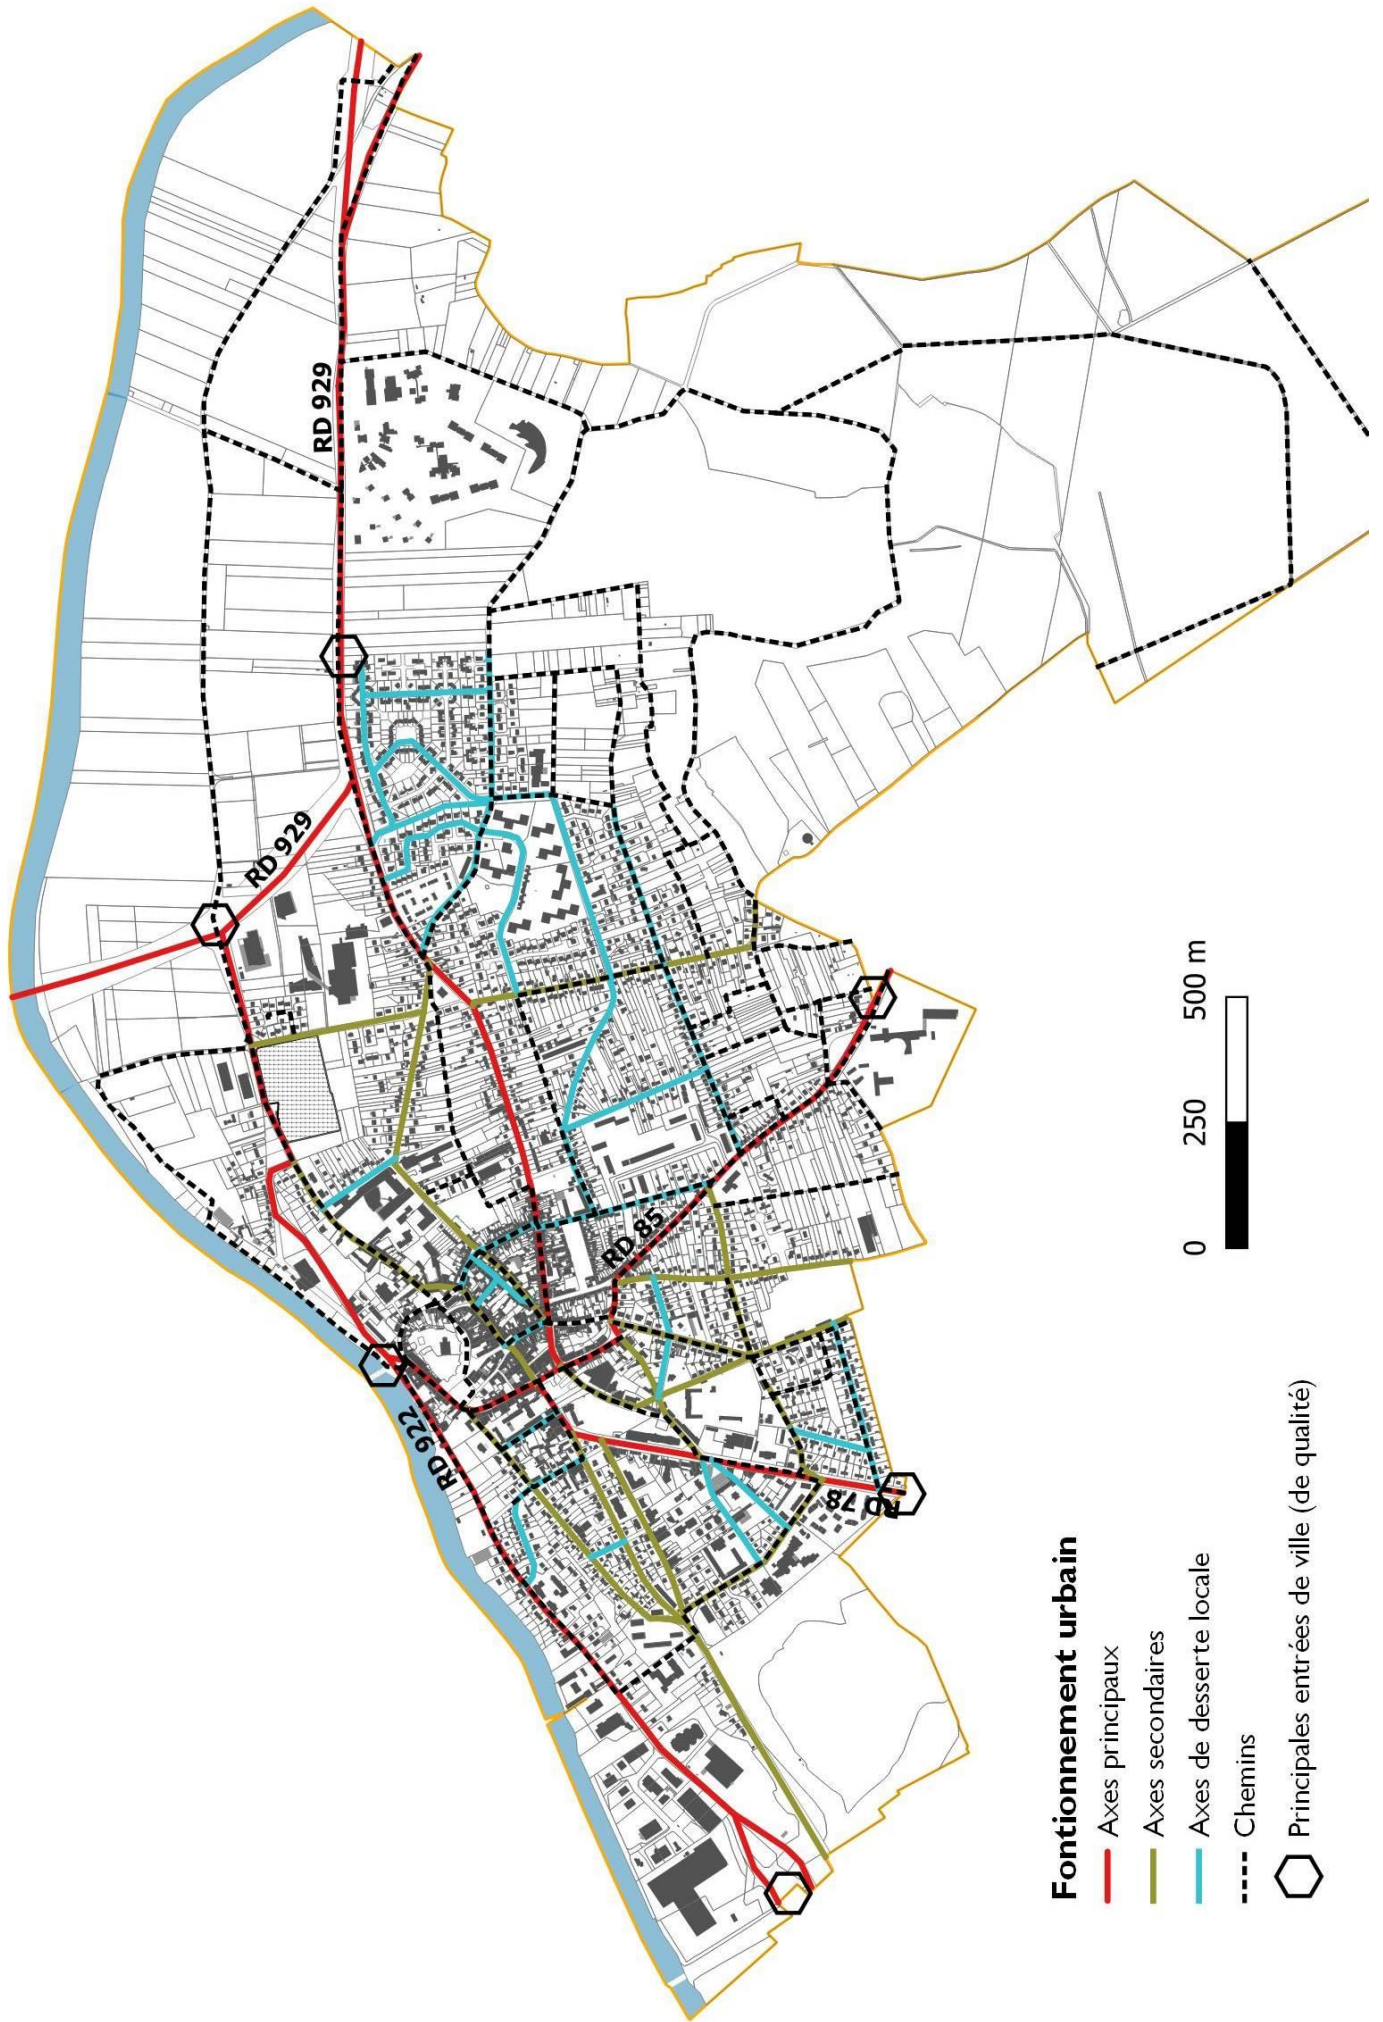 RD 929
RD 929
RD 922
RD 85
RD 78
0 250 500 m
Fontionnement urbain
Axes principaux
Axes secondaires
Axes de desserte locale
Chemins
Principales entrées de ville (de qualité)